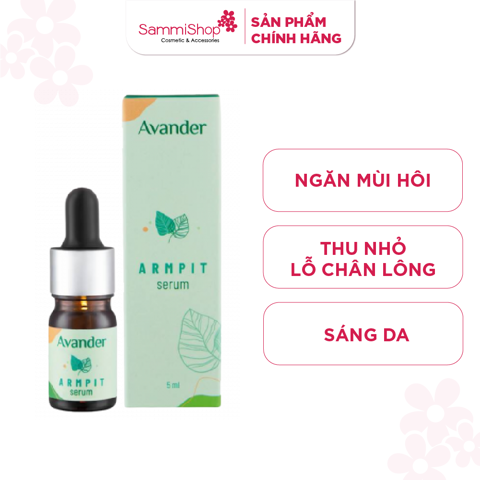 SammiShop
Cosmetic & Accessories
SẢN PHẨM
CHÍNH HÃNG
Avander
ARMPIT
serum
5 ml
Avander
ARMPIT
serum
NGĂN MÙI HÔI
THU NHỎ
LỖ CHÂN LÔNG
SÁNG DA